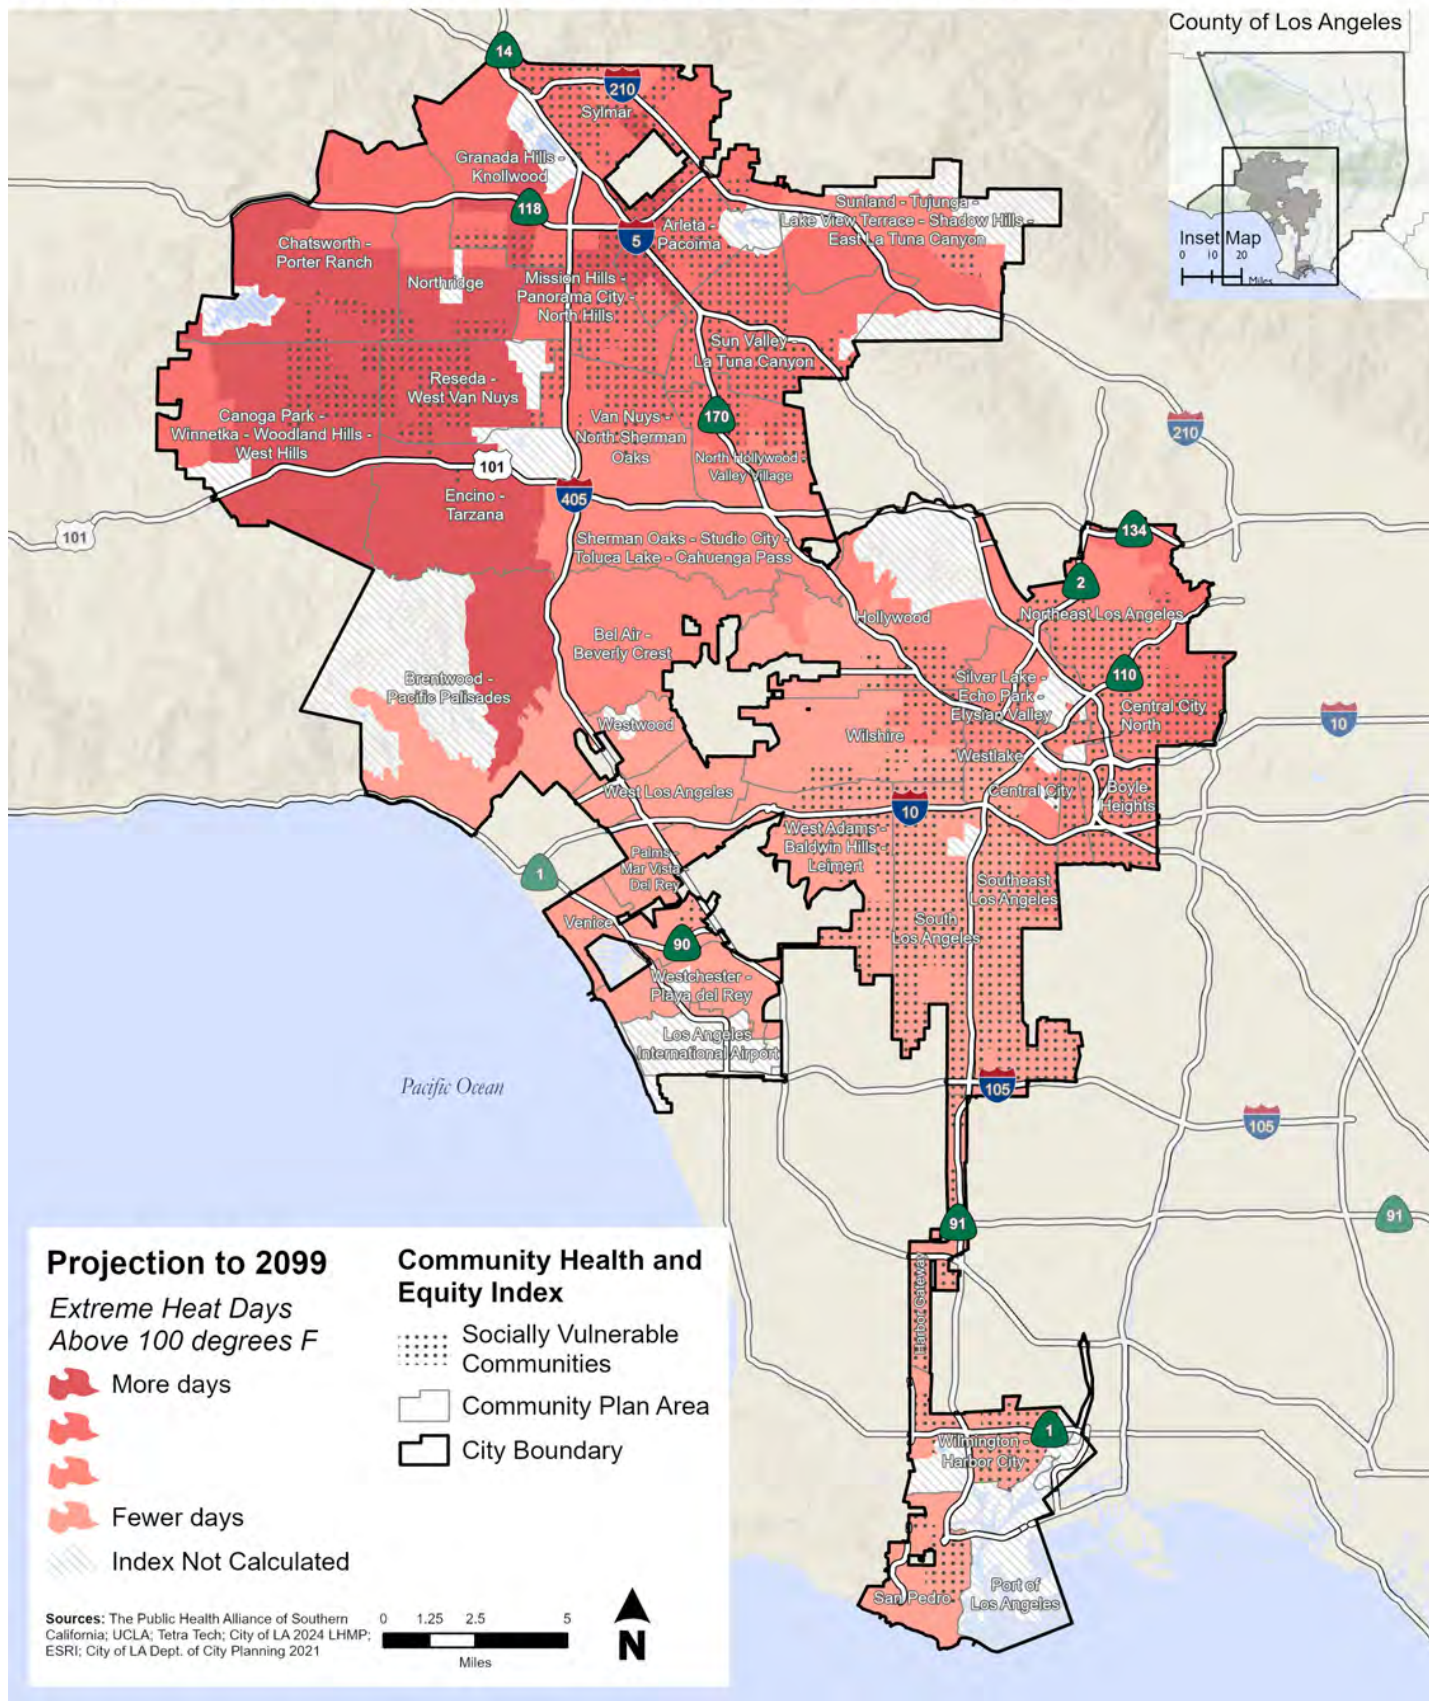 County of Los Angeles
Inset Map
0 10 20
Miles
14
210
Sylmar
Granada Hills -
Knollwood
118
5
Arleta -
Pacoima
Sunland - Tujunga -
Lake View Terrace - Shadow Hills -
East La Tuna Canyon
Chatsworth -
Porter Ranch
Northridge
Mission Hills -
Panorama City -
North Hills
Sun Valley -
La Tuna Canyon
Reseda -
West Van Nuys
Canoga Park -
Winnetka - Woodland Hills -
West Hills
Van Nuys -
North Sherman
Oaks
170
North Hollywood -
Valley Village
210
101
101
Encino -
Tarzana
405
Sherman Oaks - Studio City -
Toluca Lake - Cahuenga Pass
134
2
Hollywood
Northeast Los Angeles
Bel Air -
Beverly Crest
Brentwood -
Pacific Palisades
Silver Lake -
Echo Park -
Elysian Valley
110
Central City
North
10
Westwood
Wilshire
Westlake
West Los Angeles
Central City
Boyle
Heights
10
West Adams -
Baldwin Hills -
Leimert
Palms -
Mar Vista -
Del Rey
1
Southeast
Los Angeles
Venice
90
South
Los Angeles
Westchester -
Playa del Rey
Los Angeles
International Airport
Pacific Ocean
105
105
91
91
Harbor Gateway
1
Wilmington -
Harbor City
San Pedro
Port of
Los Angeles
Projection to 2099
Extreme Heat Days
Above 100 degrees F
More days
Fewer days
Index Not Calculated
Community Health and
Equity Index
Socially Vulnerable
Communities
Community Plan Area
City Boundary
Sources: The Public Health Alliance of Southern
California; UCLA; Tetra Tech; City of LA 2024 LHMP;
ESRI; City of LA Dept. of City Planning 2021
0 1.25 2.5 5
Miles
N